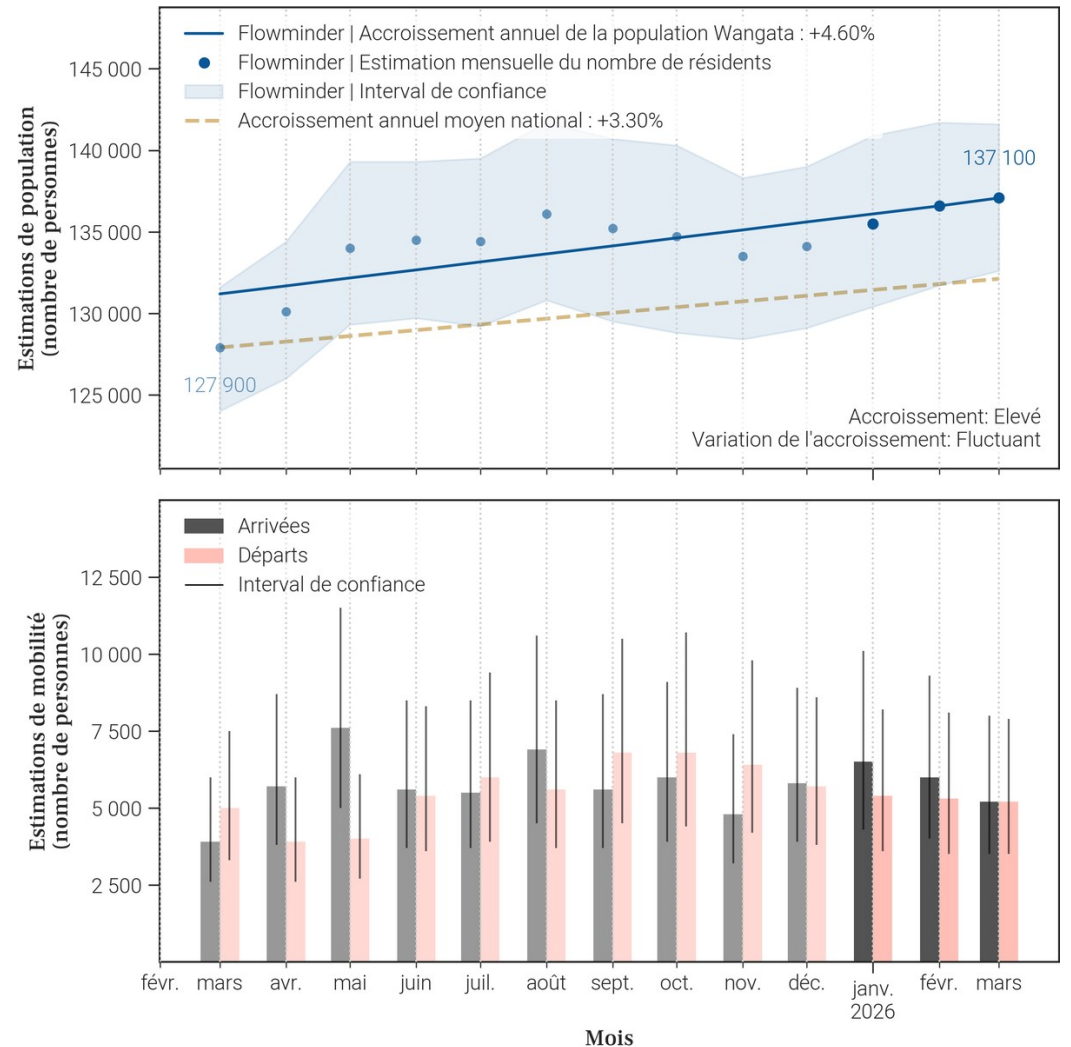 Flowminder | Accroissement annuel de la population Wangata : +4.60%
Flowminder | Estimation mensuelle du nombre de résidents
Flowminder | Interval de confiance
Accroissement annuel moyen national : +3.30%
Estimations de population
(nombre de personnes)
145 000
140 000
135 000
130 000
125 000
137 100
127 900
Accroissement: Elevé
Variation de l'accroissement: Fluctuant
Arrivées
Départs
Interval de confiance
Estimations de mobilité
(nombre de personnes)
12 500
10 000
7 500
5 000
2 500
févr. mars avr. mai juin juil. août sept. oct. nov. déc. janv. févr. mars
2026
Mois